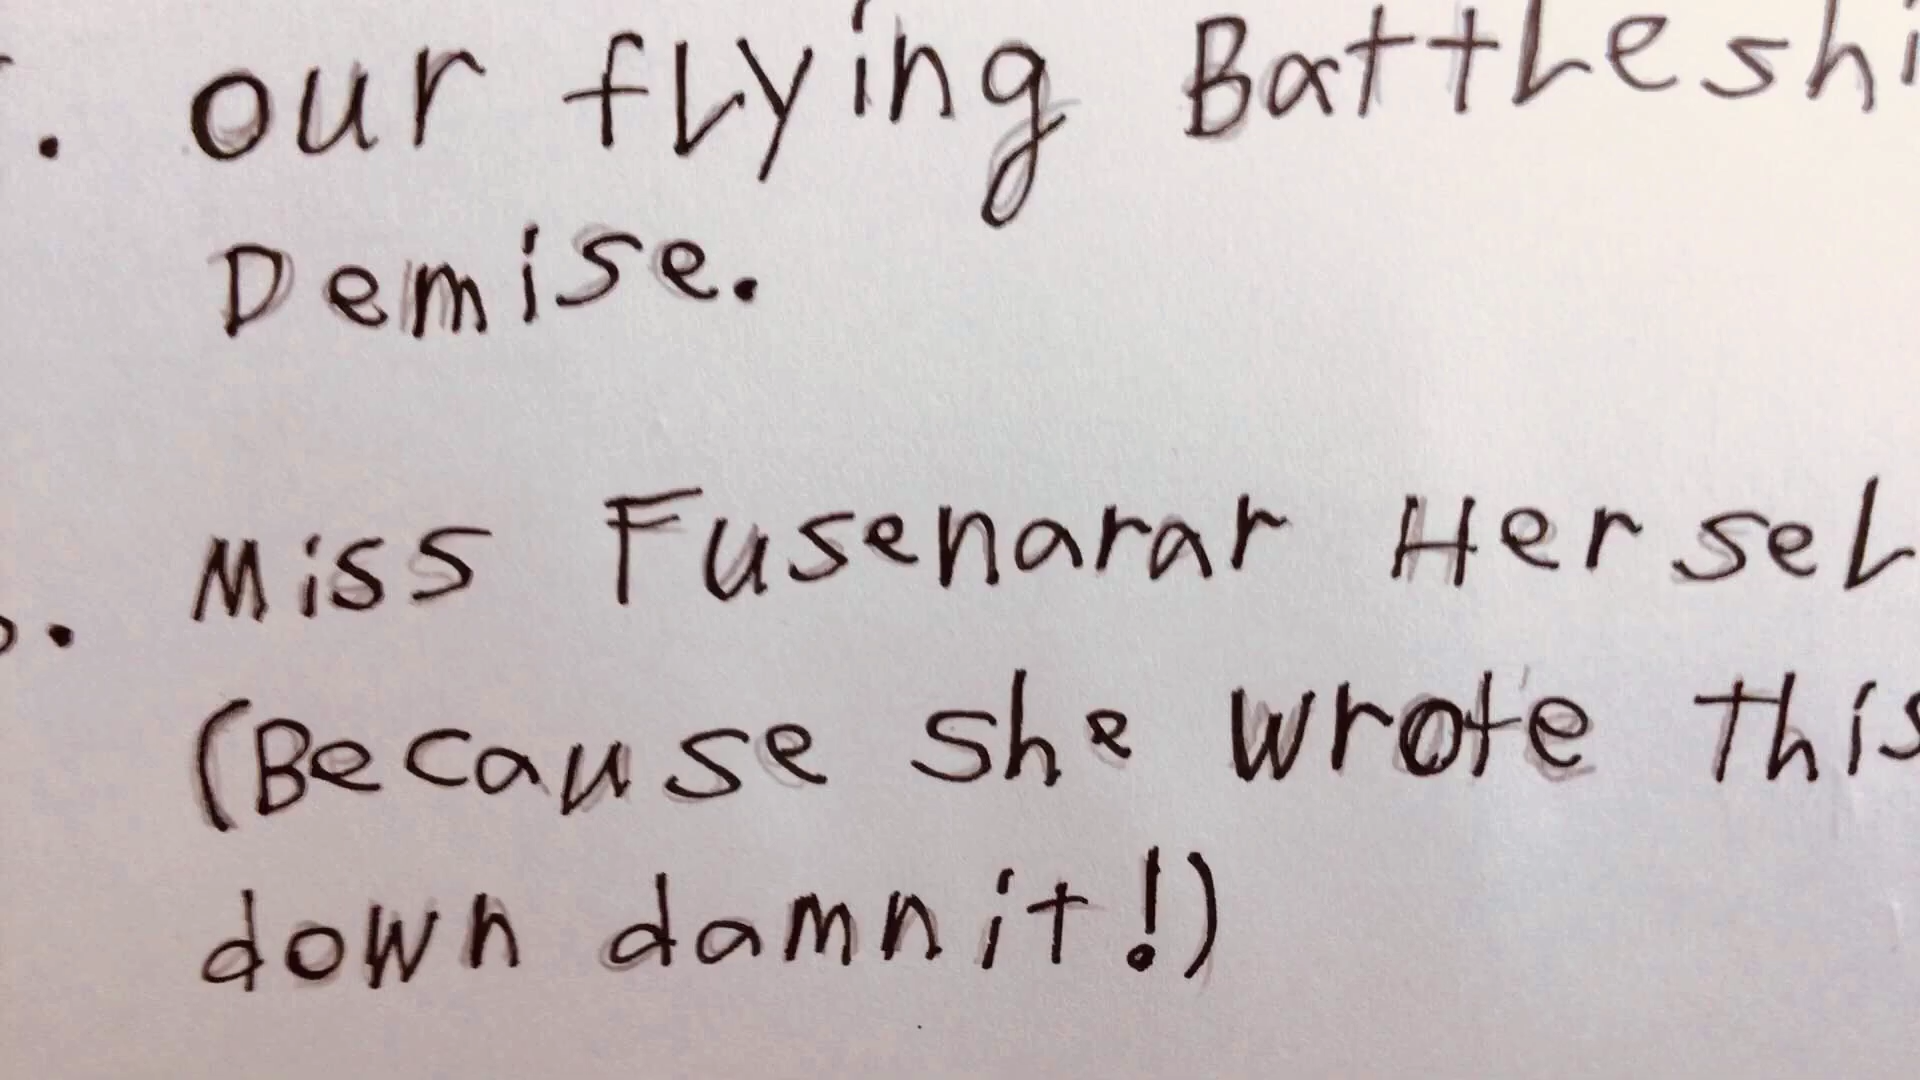 . our flying Battleshi
Demise.
. Miss Fusenarar Hersel
(Because she wrote this
down damnit!)